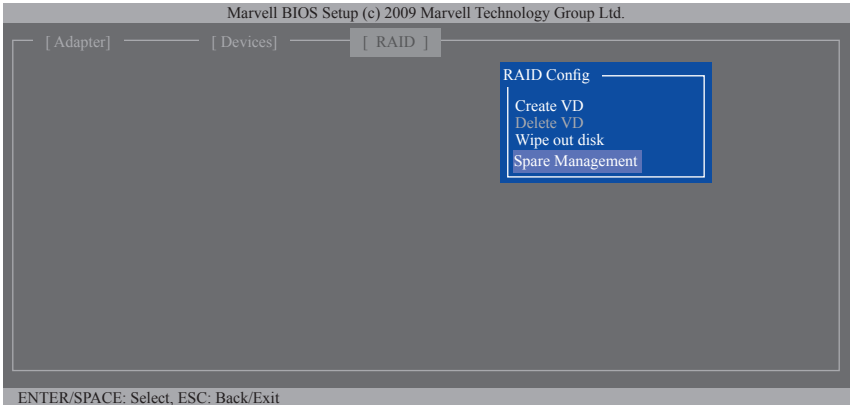 Marvell BIOS Setup (c) 2009 Marvell Technology Group Ltd.
[ Adapter] [ Devices] [ RAID ]
RAID Config
Create VD
Delete VD
Wipe out disk
Spare Management
ENTER/SPACE: Select, ESC: Back/Exit